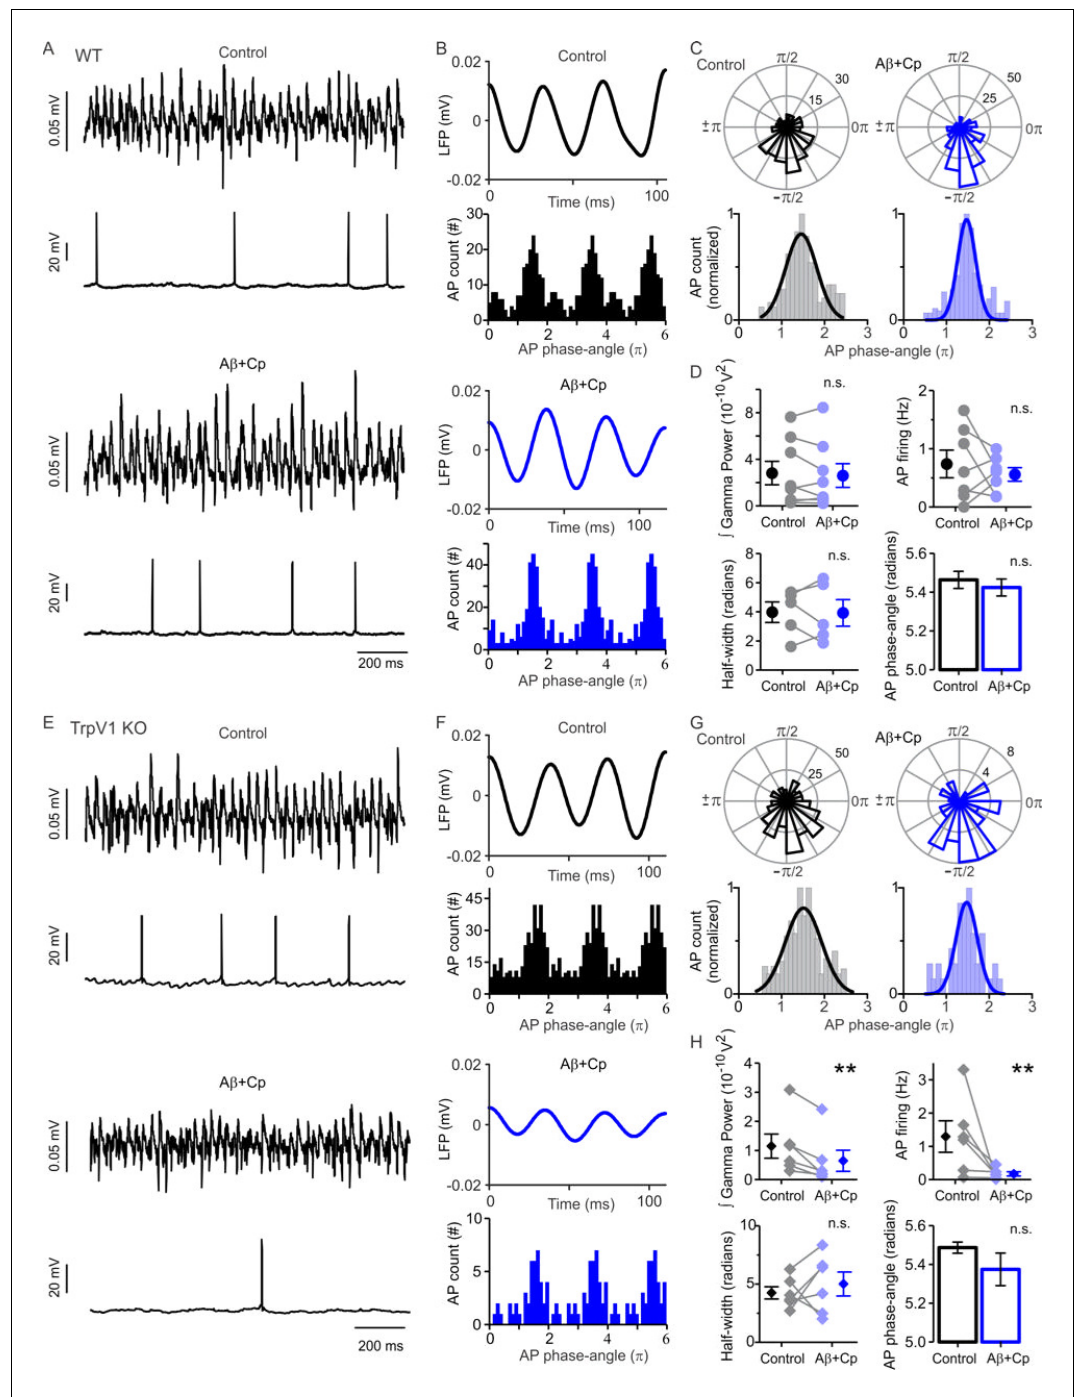 A WT
Control
0.05 mV
20 mV
Aβ+Cp
0.05 mV
20 mV
200 ms
B
Control
0.02
0
-0.02
LFP (mV)
0 100
Time (ms)
30
20
10
0
AP count (#)
0 2 4 6
AP phase-angle (π)
Aβ+Cp
0.02
0
-0.02
LFP (mV)
0 100
Time (ms)
40
20
0
AP count (#)
0 2 4 6
AP phase-angle (π)
C
Control
π/2
30
15
±π
0π
-π/2
Aβ+Cp
π/2
50
25
±π
0π
-π/2
AP count
(normalized)
1
0
0 1 2 3
1
0
0 1 2 3
AP phase-angle (π)
D
∫ Gamma Power (10⁻¹⁰V²)
8
6
4
2
0
n.s.
Control Aβ+Cp
AP firing (Hz)
2
1
0
n.s.
Control Aβ+Cp
Half-width (radians)
8
6
4
2
0
n.s.
Control Aβ+Cp
AP phase-angle (radians)
5.6
5.4
5.2
5.0
n.s.
Control Aβ+Cp
E TrpV1 KO
Control
0.05 mV
20 mV
Aβ+Cp
0.05 mV
20 mV
200 ms
F
Control
0.02
0
-0.02
LFP (mV)
0 100
Time (ms)
45
30
15
0
AP count (#)
0 2 4 6
AP phase-angle (π)
Aβ+Cp
0.02
0
-0.02
LFP (mV)
0 100
Time (ms)
10
5
0
AP count (#)
0 2 4 6
AP phase-angle (π)
G
Control
π/2
50
25
±π
0π
-π/2
Aβ+Cp
π/2
8
4
±π
0π
-π/2
AP count
(normalized)
1
0
0 1 2 3
1
0
0 1 2 3
AP phase-angle (π)
H
∫ Gamma Power (10⁻¹⁰V²)
4
3
2
1
0
**
Control Aβ+Cp
AP firing (Hz)
3
2
1
0
**
Control Aβ+Cp
Half-width (radians)
10
5
0
n.s.
Control Aβ+Cp
AP phase-angle (radians)
5.6
5.4
5.2
5.0
n.s.
Control Aβ+Cp